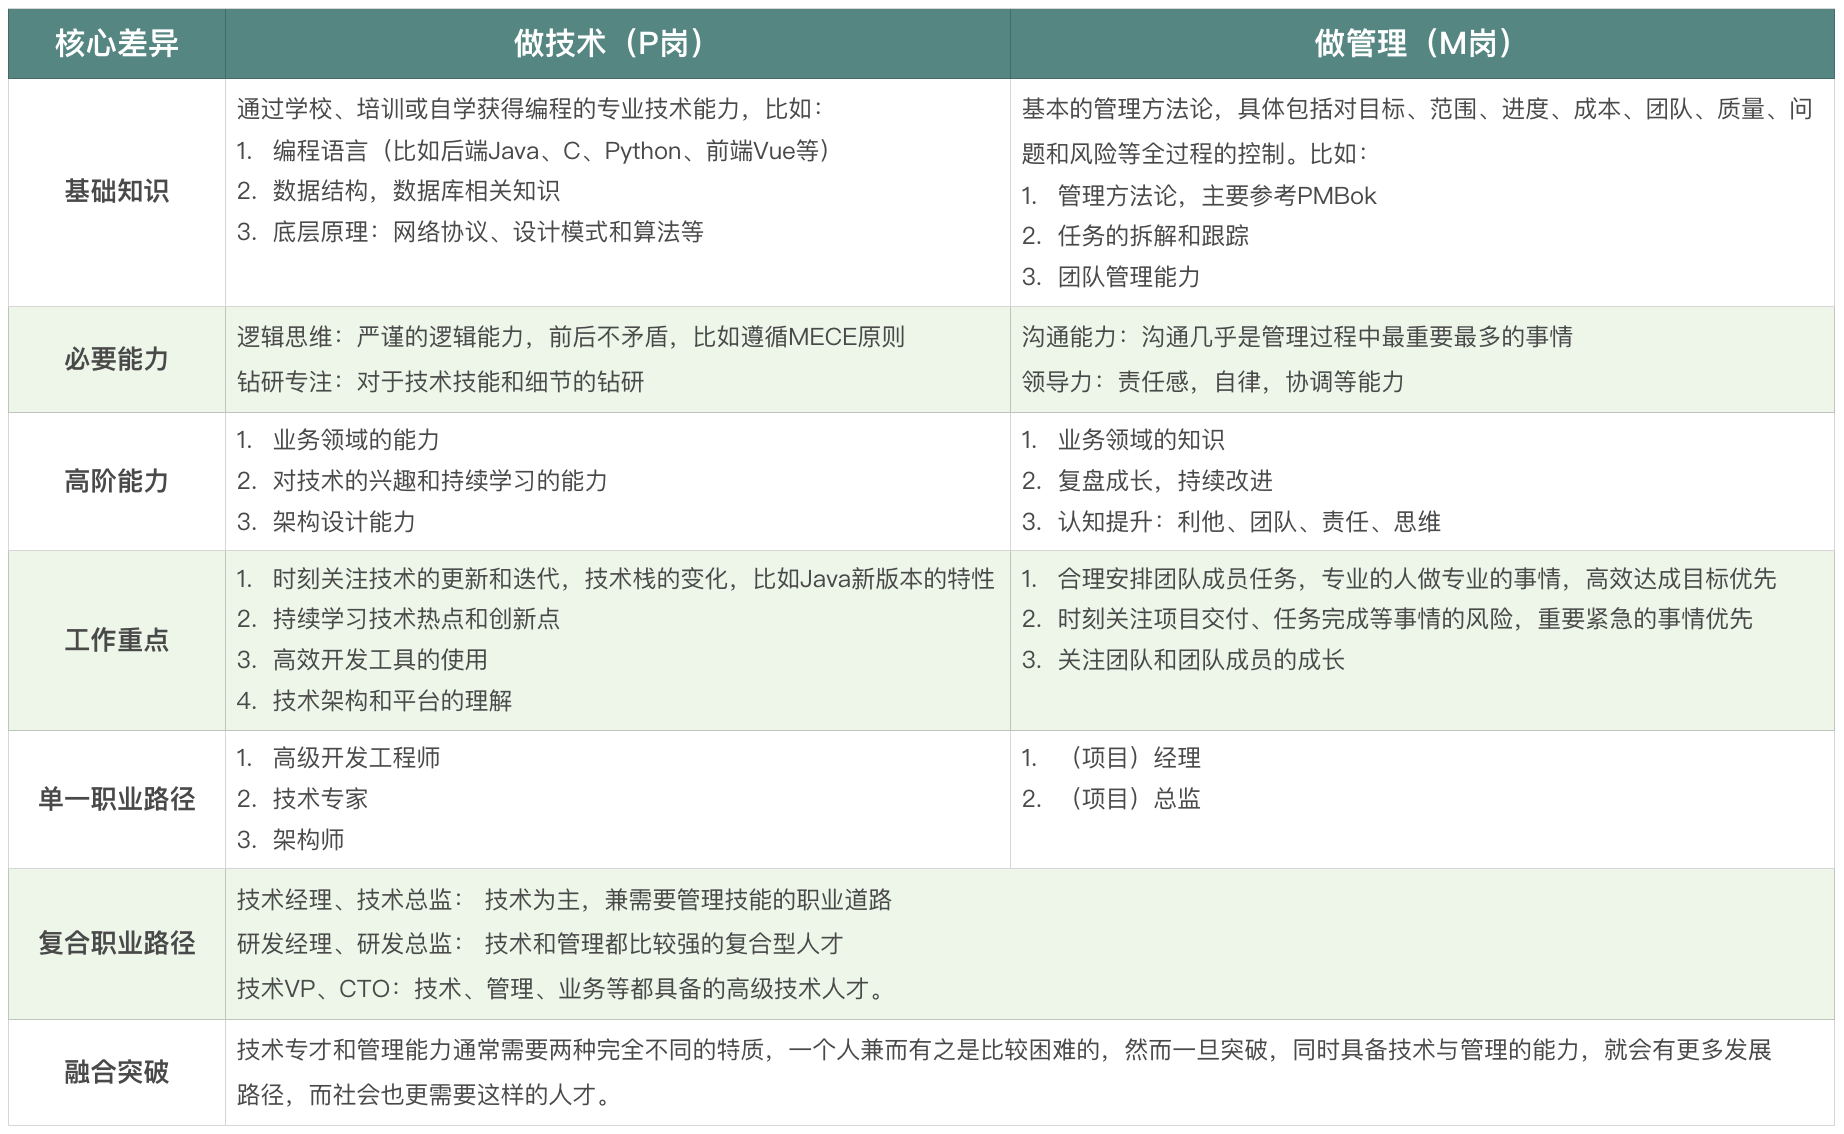 核心差异
做技术（P岗）
做管理（M岗）
基础知识
通过学校、培训或自学获得编程的专业技术能力，比如：
1. 编程语言（比如后端Java、C、Python、前端Vue等）
2. 数据结构，数据库相关知识
3. 底层原理：网络协议、设计模式和算法等
基本的管理方法论，具体包括对目标、范围、进度、成本、团队、质量、问
题和风险等全过程的控制。比如：
1. 管理方法论，主要参考PMBok
2. 任务的拆解和跟踪
3. 团队管理能力
必要能力
逻辑思维：严谨的逻辑能力，前后不矛盾，比如遵循MECE原则
钻研专注：对于技术技能和细节的钻研
沟通能力：沟通几乎是管理过程中最重要最多的事情
领导力：责任感，自律，协调等能力
高阶能力
1. 业务领域的能力
2. 对技术的兴趣和持续学习的能力
3. 架构设计能力
1. 业务领域的知识
2. 复盘成长，持续改进
3. 认知提升：利他、团队、责任、思维
工作重点
1. 时刻关注技术的更新和迭代，技术栈的变化，比如Java新版本的特性
2. 持续学习技术热点和创新点
3. 高效开发工具的使用
4. 技术架构和平台的理解
1. 合理安排团队成员任务，专业的人做专业的事情，高效达成目标优先
2. 时刻关注项目交付、任务完成等事情的风险，重要紧急的事情优先
3. 关注团队和团队成员的成长
单一职业路径
1. 高级开发工程师
2. 技术专家
3. 架构师
1. （项目）经理
2. （项目）总监
复合职业路径
技术经理、技术总监： 技术为主，兼需要管理技能的职业道路
研发经理、研发总监： 技术和管理都比较强的复合型人才
技术VP、CTO：技术、管理、业务等都具备的高级技术人才。
融合突破
技术专才和管理能力通常需要两种完全不同的特质，一个人兼而有之是比较困难的，然而一旦突破，同时具备技术与管理的能力，就会有更多发展
路径，而社会也更需要这样的人才。